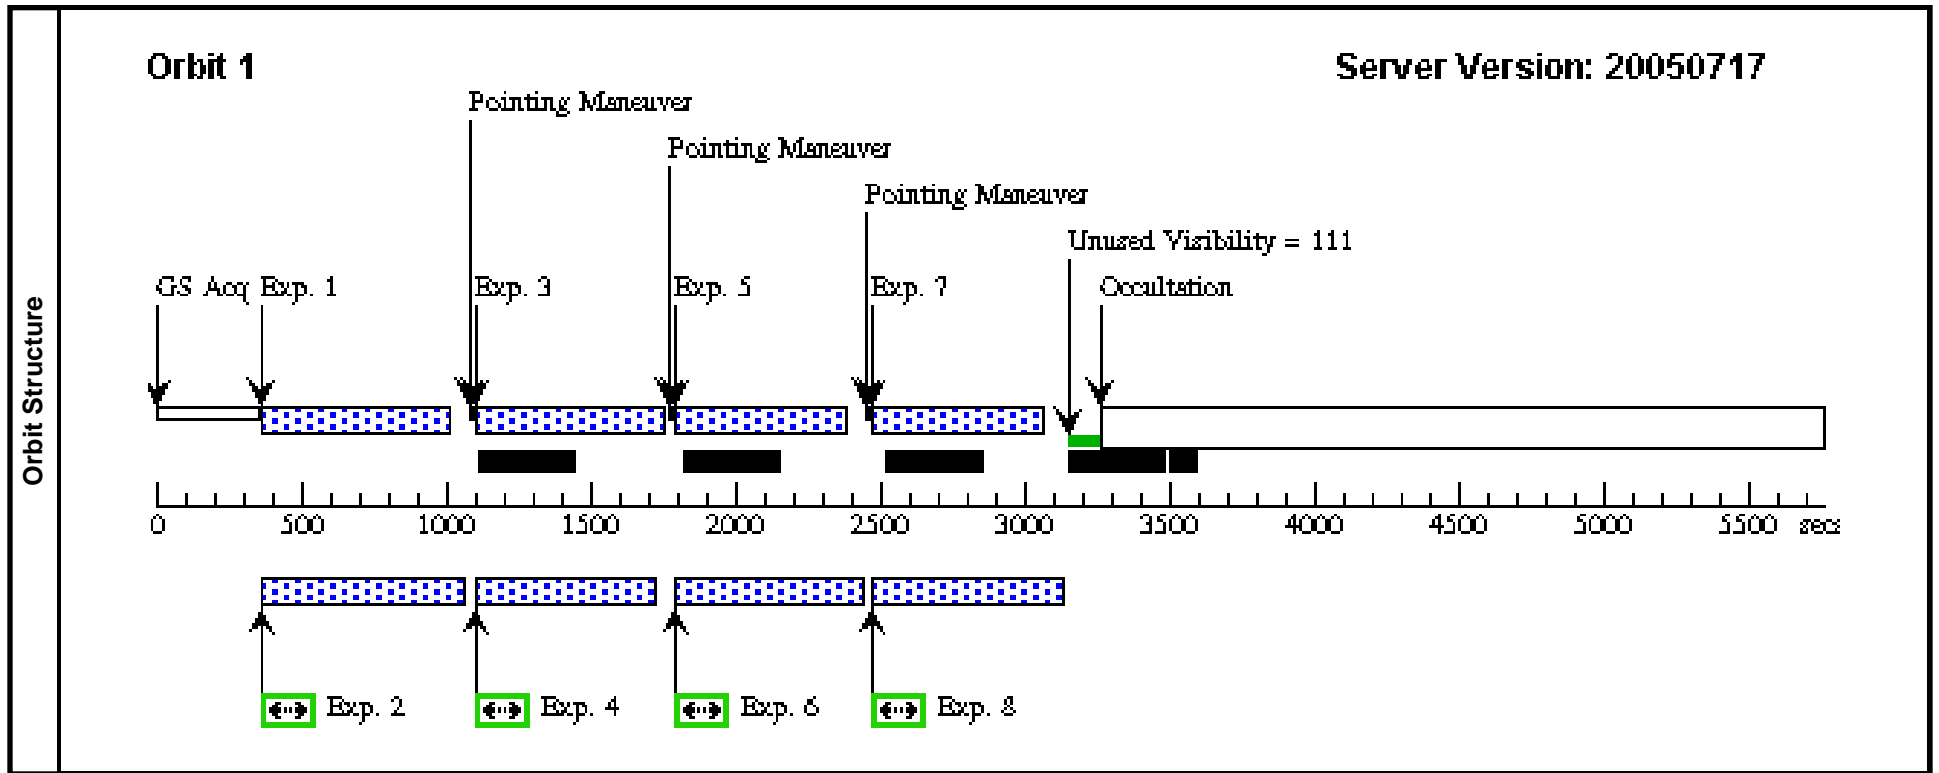 Orbit Structure
Orbit 1
Server Version: 20050717
Pointing Maneuver
Pointing Maneuver
Pointing Maneuver
Unused Visibility = 111
GS Acq Exp. 1 Exp. 3 Exp. 5 Exp. 7 Occultation
0 500 1000 1500 2000 2500 3000 3500 4000 4500 5000 5500 secs
Exp. 2 Exp. 4 Exp. 6 Exp. 8